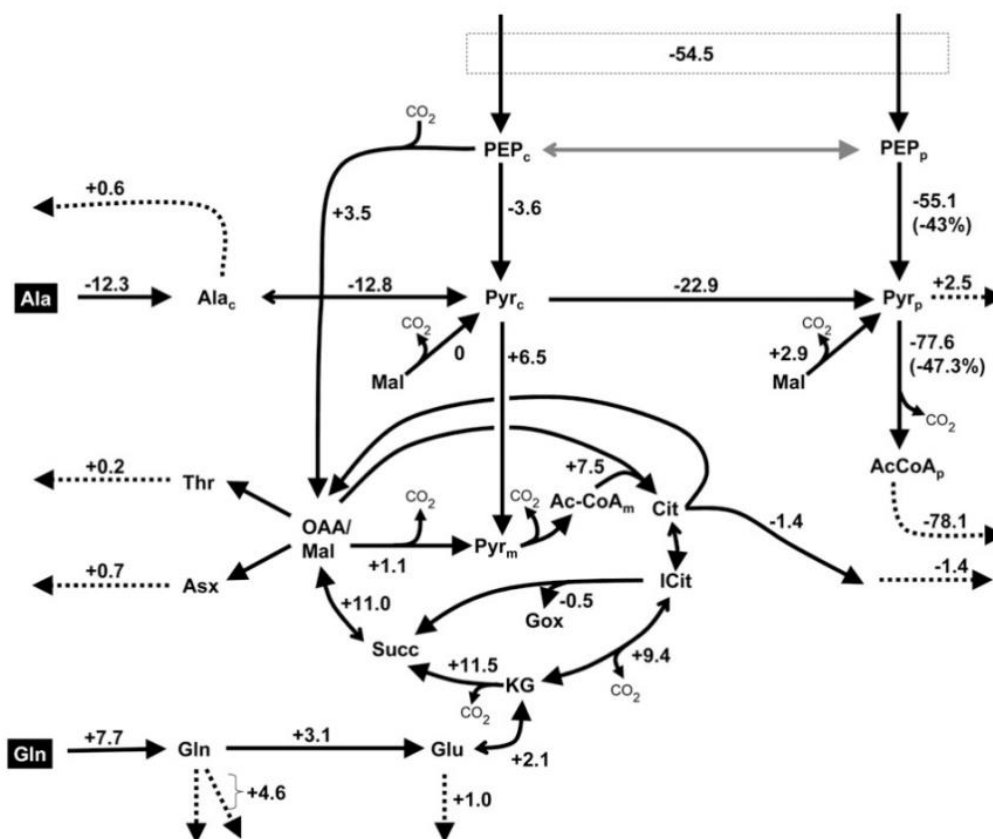 -54.5
CO2
PEPc
PEPp
+0.6
+3.5
-3.6
-55.1
(-43%)
Ala
-12.3
Alac
-12.8
Pyrc
-22.9
Pyrp
+2.5
CO2
Mal
0
+6.5
CO2
+2.9
Mal
-77.6
(-47.3%)
CO2
AcCoAp
-78.1
+0.2
Thr
+7.5
Ac-CoAm
Cit
-1.4
-1.4
OAA/
Mal
CO2
+1.1
CO2
Pyrm
+0.7
Asx
ICit
-0.5
Gox
+11.0
Succ
+11.5
KG
CO2
+9.4
CO2
Gln
+7.7
Gln
+3.1
Glu
+2.1
+4.6
+1.0